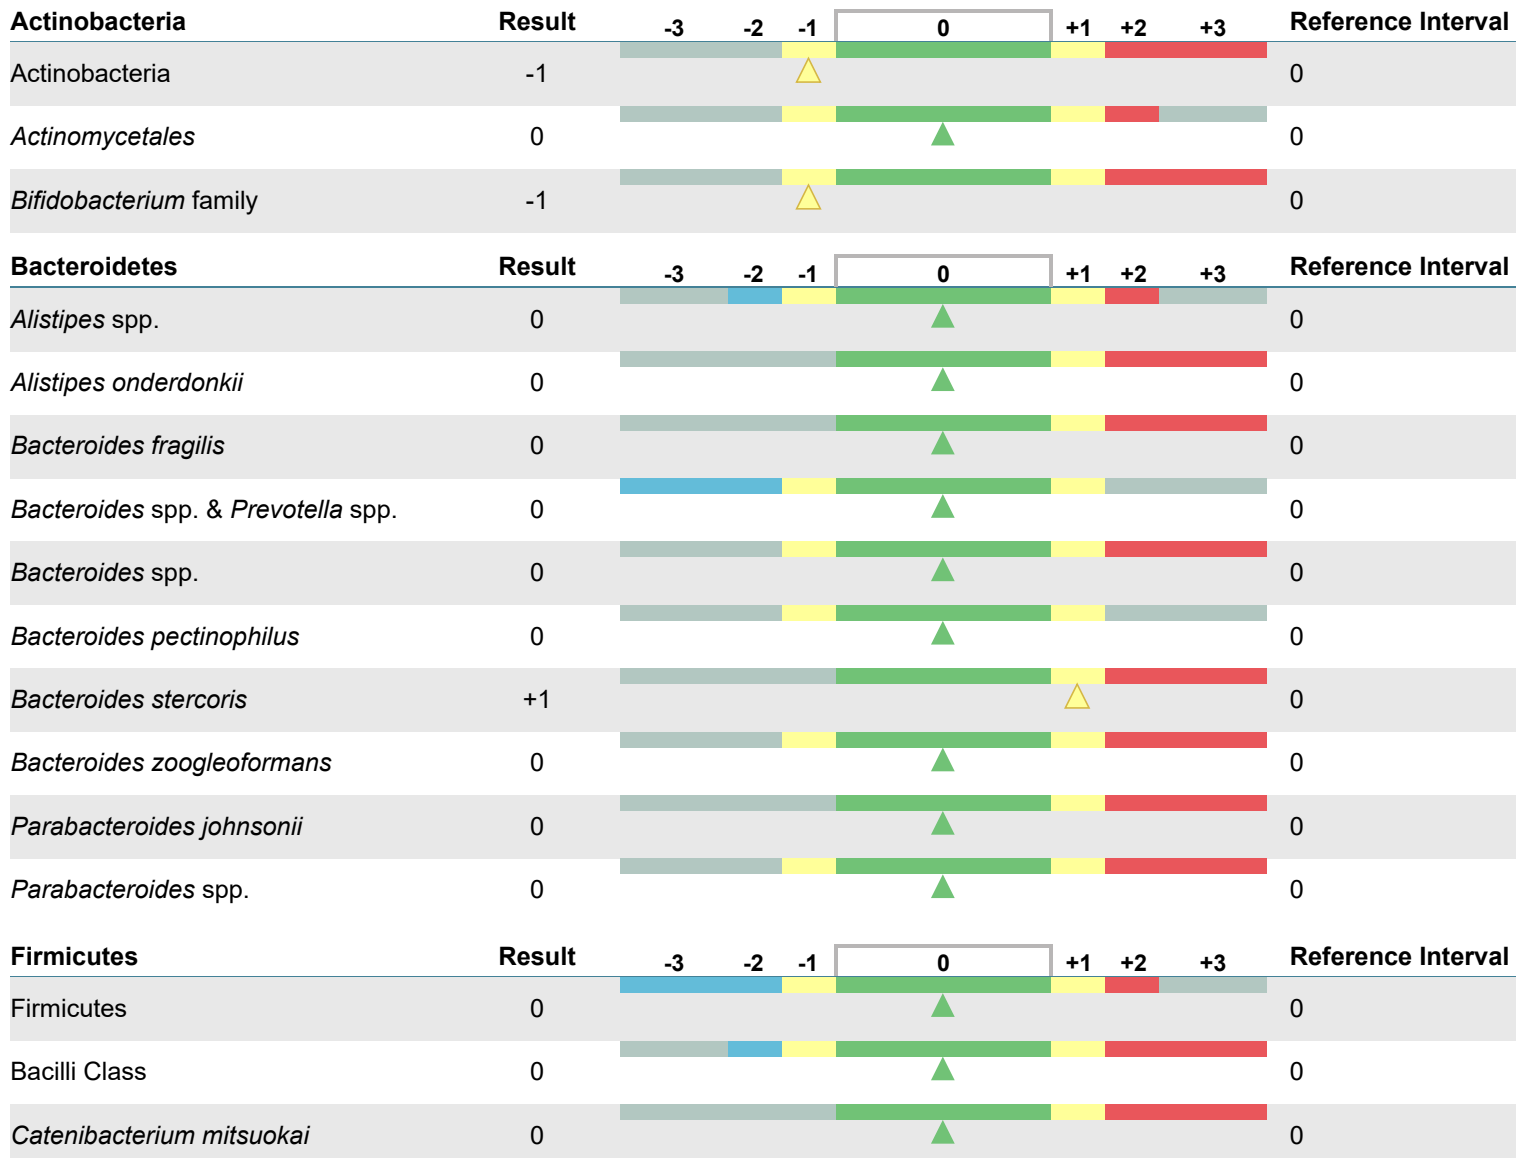 Actinobacteria Result -3 -2 -1 0 +1 +2 +3 Reference Interval
Actinobacteria -1 0
Actinomycetales 0 0
Bifidobacterium family -1 0
Bacteroidetes Result -3 -2 -1 0 +1 +2 +3 Reference Interval
Alistipes spp. 0 0
Alistipes onderdonkii 0 0
Bacteroides fragilis 0 0
Bacteroides spp. & Prevotella spp. 0 0
Bacteroides spp. 0 0
Bacteroides pectinophilus 0 0
Bacteroides stercoris +1 0
Bacteroides zoogleoformans 0 0
Parabacteroides johnsonii 0 0
Parabacteroides spp. 0 0
Firmicutes Result -3 -2 -1 0 +1 +2 +3 Reference Interval
Firmicutes 0 0
Bacilli Class 0 0
Catenibacterium mitsuokai 0 0